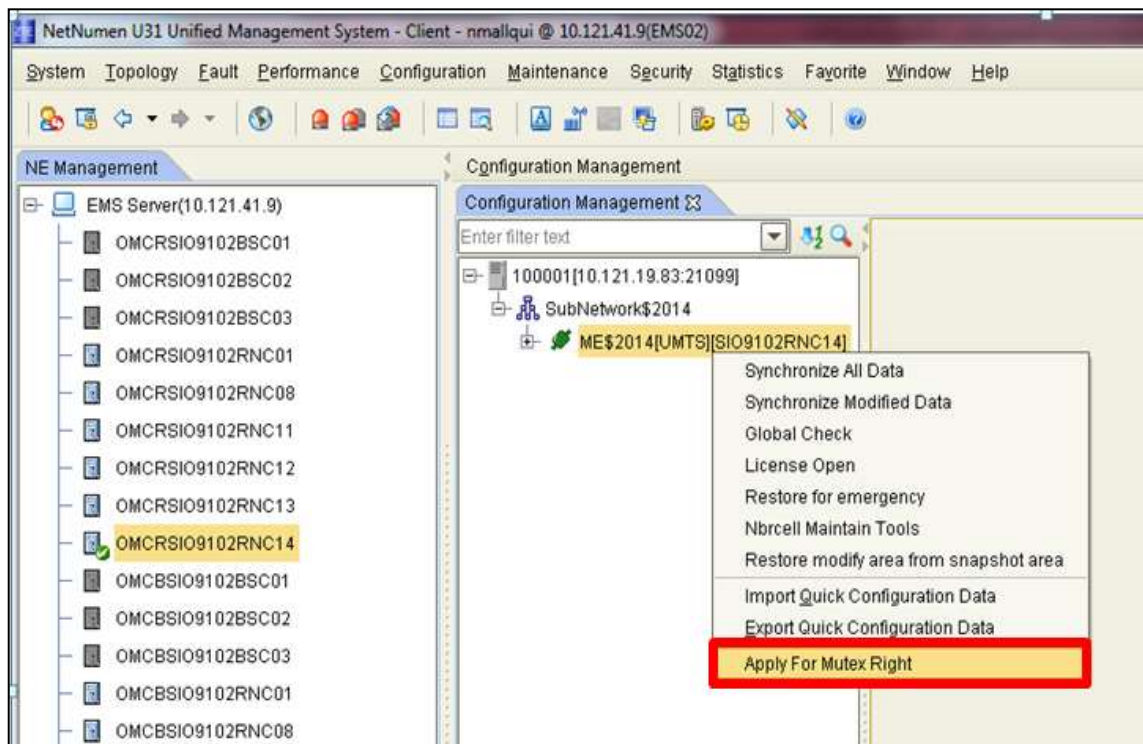 NetNumen U31 Unified Management System - Client - nmallqui @ 10.121.41.9(EMS02)
System Topology Fault Performance Configuration Maintenance Security Statistics Favorite Window Help
NE Management
EMS Server(10.121.41.9)
OMCRSIO9102BSC01
OMCRSIO9102BSC02
OMCRSIO9102BSC03
OMCRSIO9102RNC01
OMCRSIO9102RNC08
OMCRSIO9102RNC11
OMCRSIO9102RNC12
OMCRSIO9102RNC13
OMCRSIO9102RNC14
OMCBSIO9102BSC01
OMCBSIO9102BSC02
OMCBSIO9102BSC03
OMCBSIO9102RNC01
OMCBSIO9102RNC08
Configuration Management
Configuration Management
Enter filter text
100001[10.121.19.83:21099]
SubNetwork$2014
ME$2014[UMTS][SIO9102RNC14]
Synchronize All Data
Synchronize Modified Data
Global Check
License Open
Restore for emergency
Nbrcell Maintain Tools
Restore modify area from snapshot area
Import Quick Configuration Data
Export Quick Configuration Data
Apply For Mutex Right